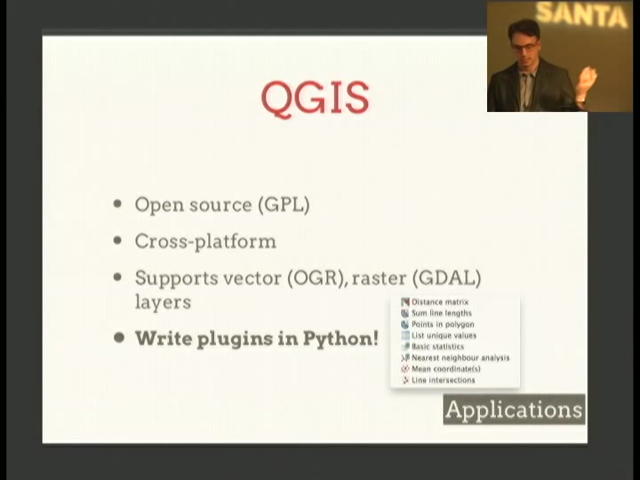 SANTA
QGIS
Open source (GPL)
Cross-platform
Supports vector (OGR), raster (GDAL)
layers
Write plugins in Python!
Distance matrix
Sum line lengths
Points in polygon
List unique values
Basic statistics
Nearest neighbour analysis
Mean coordinate(s)
Line intersections
Applications